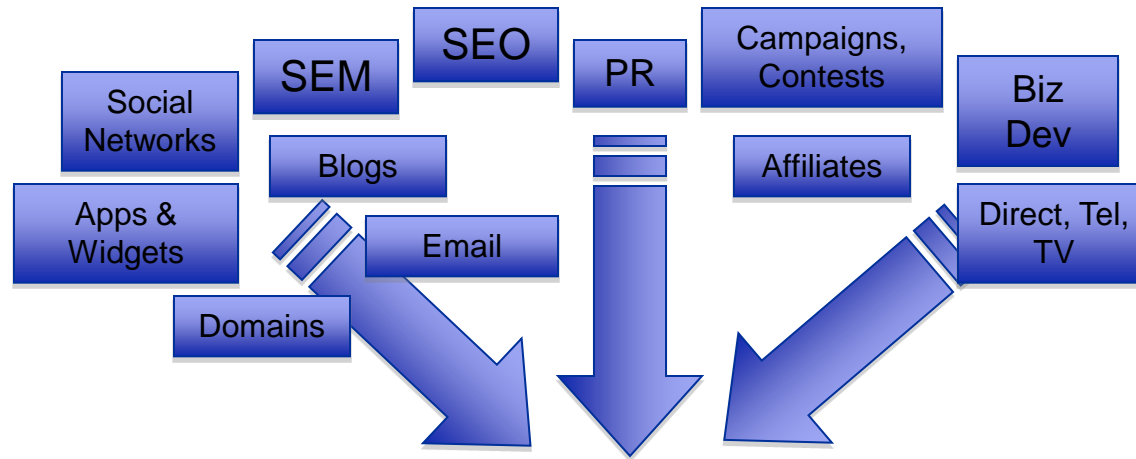 SEO
Campaigns,
Contests
SEM
PR
Biz
Dev
Social
Networks
Blogs
Affiliates
Apps &
Widgets
Email
Direct, Tel,
TV
Domains